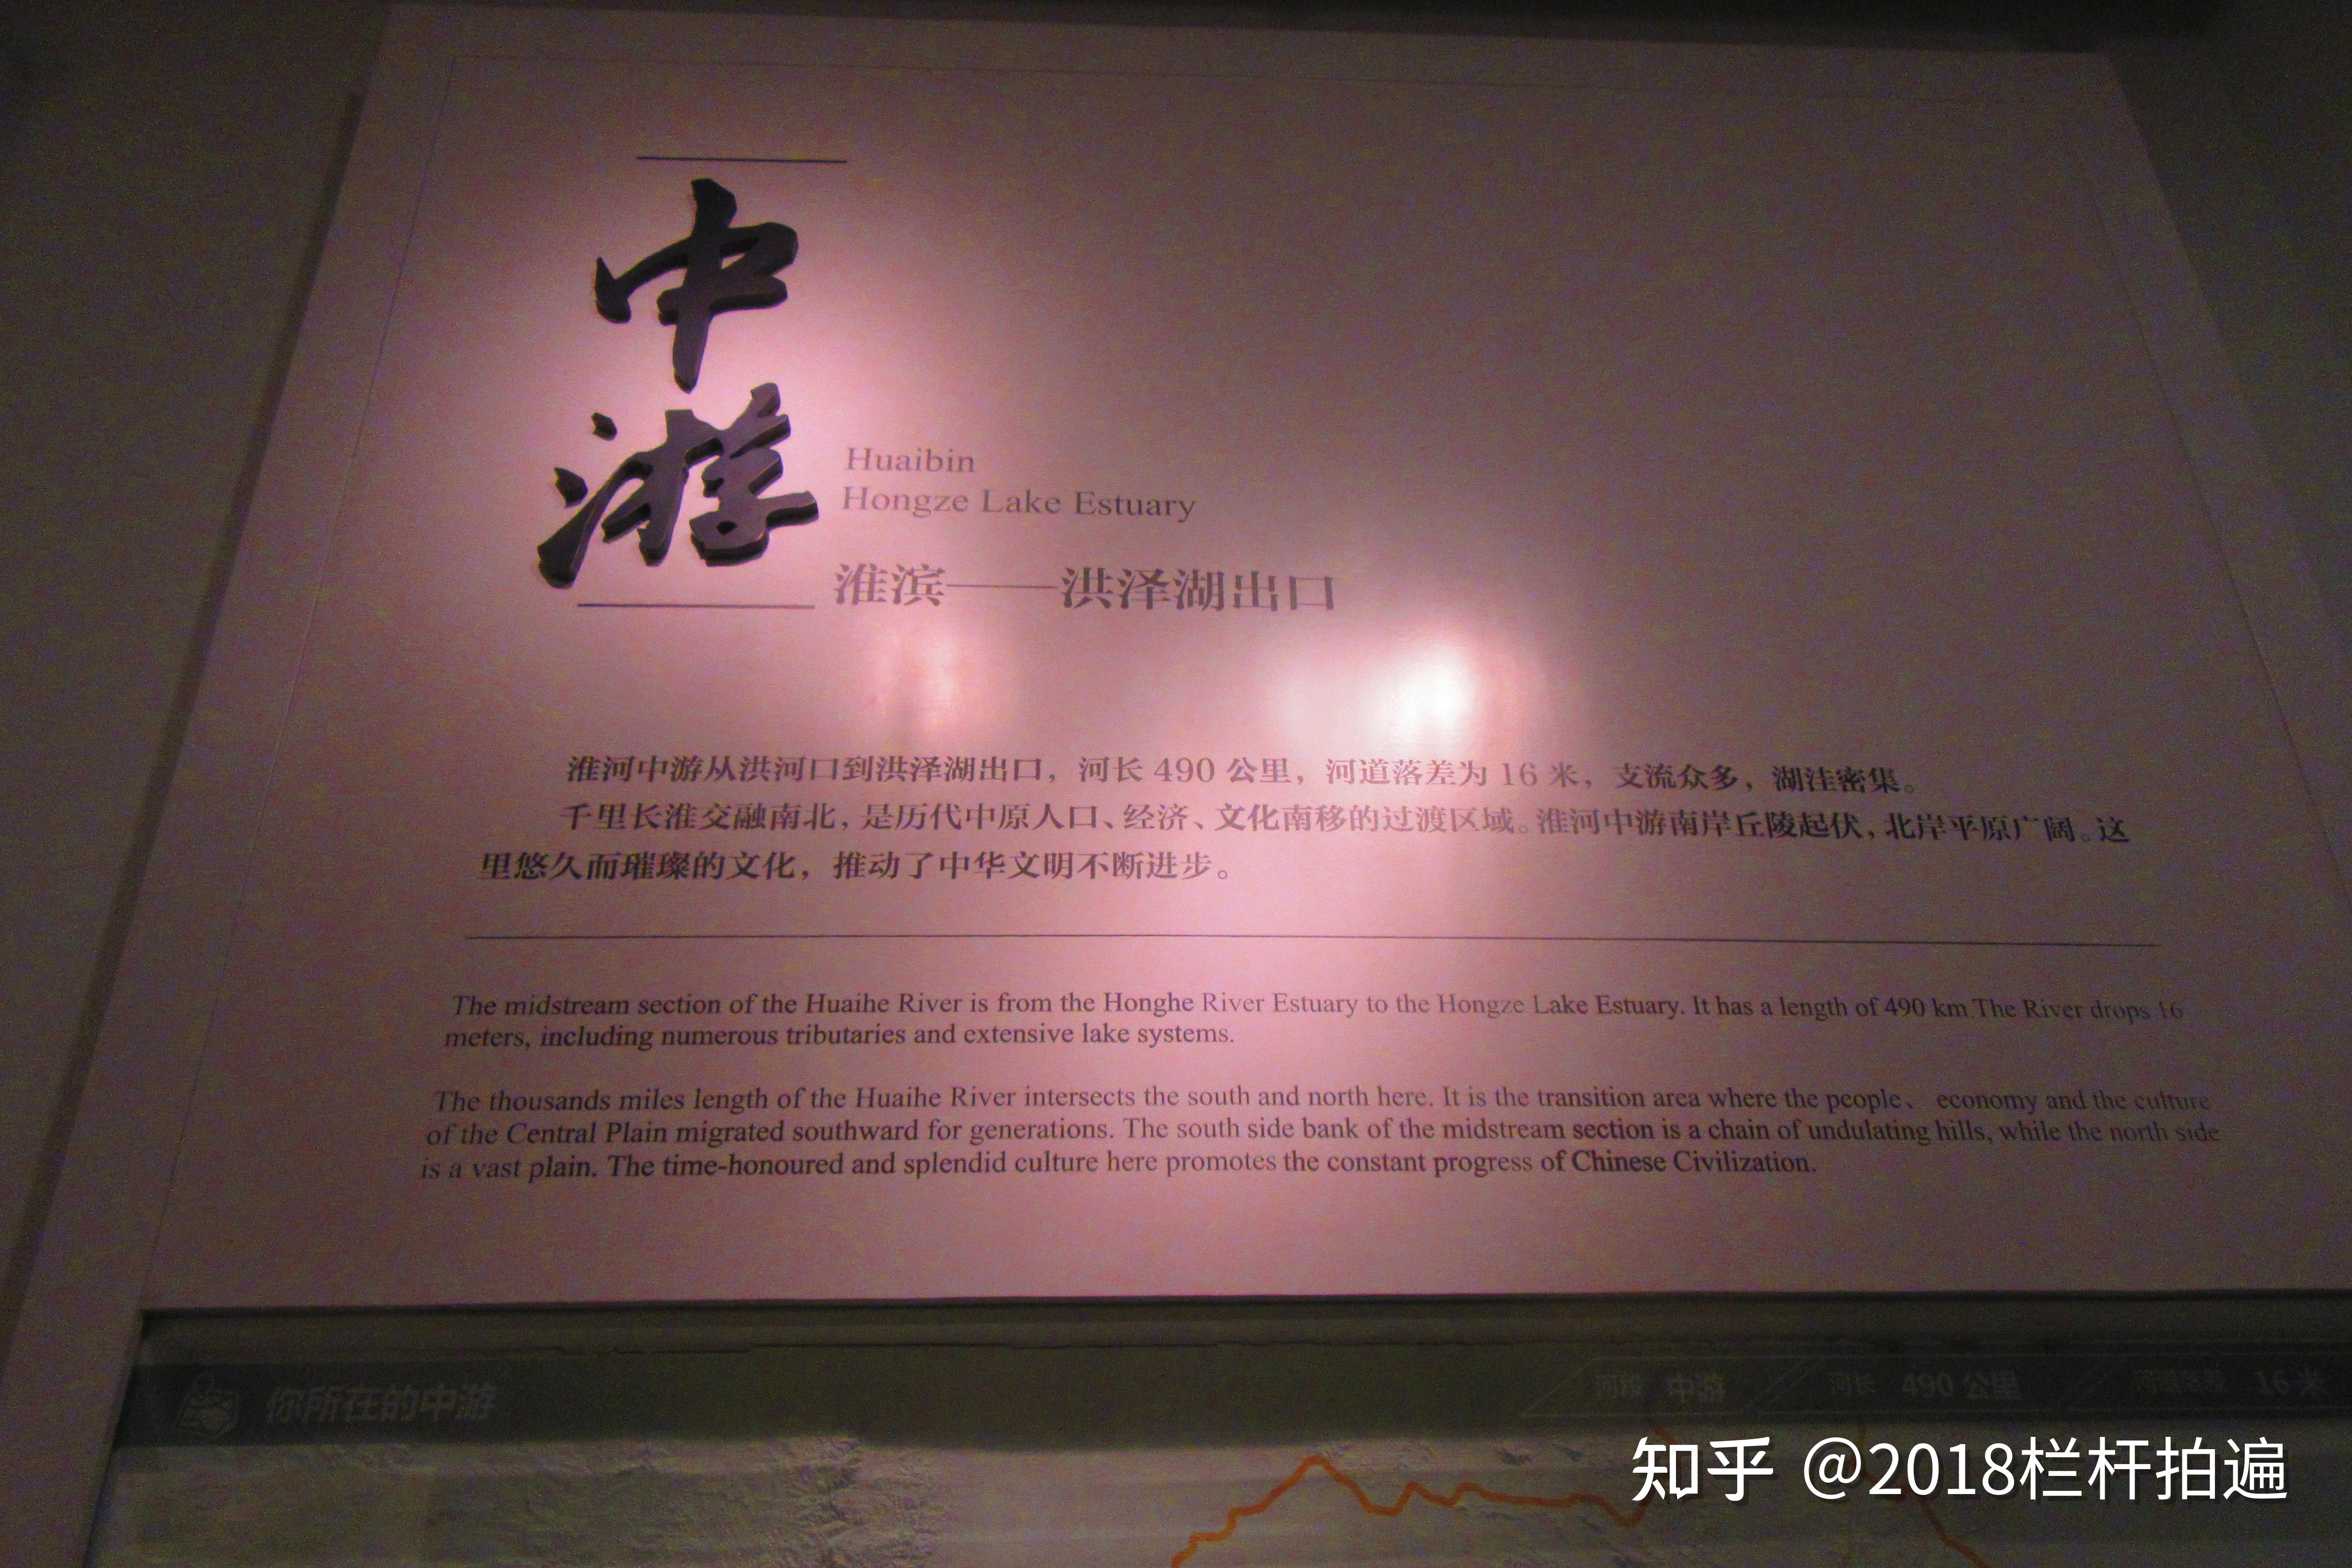 中
游
Huaibin
Hongze Lake Estuary
淮滨——洪泽湖出口
淮河中游从洪河口到洪泽湖出口，河长 490 公里，河道落差为 16 米，支流众多，湖洼密集。
千里长淮交融南北，是历代中原人口、经济、文化南移的过渡区域。淮河中游南岸丘陵起伏，北岸平原广阔。这
里悠久而璀璨的文化，推动了中华文明不断进步。
The midstream section of the Huaihe River is from the Honghe River Estuary to the Hongze Lake Estuary. It has a length of 490 km.The River drops 16
meters, including numerous tributaries and extensive lake systems.
The thousands miles length of the Huaihe River intersects the south and north here. It is the transition area where the people、 economy and the culture
of the Central Plain migrated southward for generations. The south side bank of the midstream section is a chain of undulating hills, while the north side
is a vast plain. The time-honoured and splendid culture here promotes the constant progress of Chinese Civilization.
你所在的中游
河段 中游 河长 490 公里 河道落差 16 米
知乎 @2018栏杆拍遍